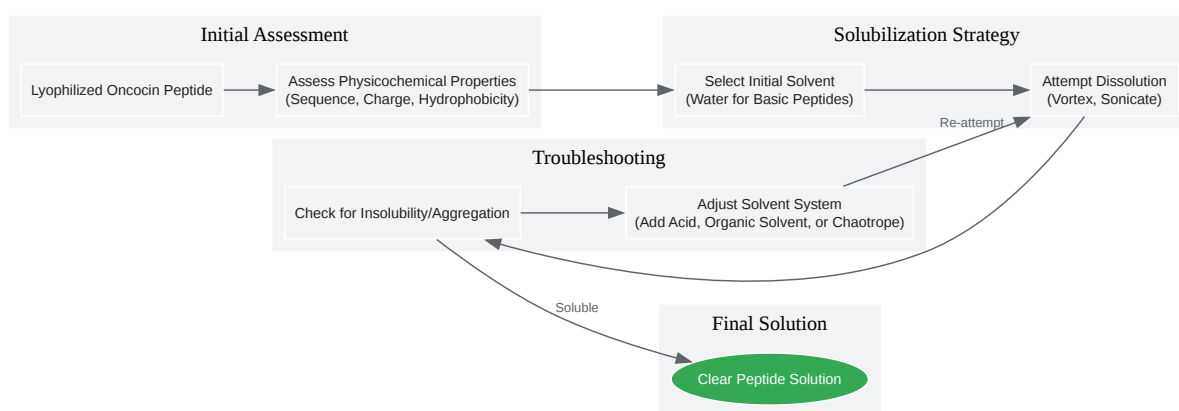 Initial Assessment
Lyophilized Oncocin Peptide
Assess Physicochemical Properties
(Sequence, Charge, Hydrophobicity)
Solubilization Strategy
Select Initial Solvent
(Water for Basic Peptides)
Attempt Dissolution
(Vortex, Sonicate)
Re-attempt
Troubleshooting
Check for Insolubility/Aggregation
Adjust Solvent System
(Add Acid, Organic Solvent, or Chaotrope)
Soluble
Final Solution
Clear Peptide Solution